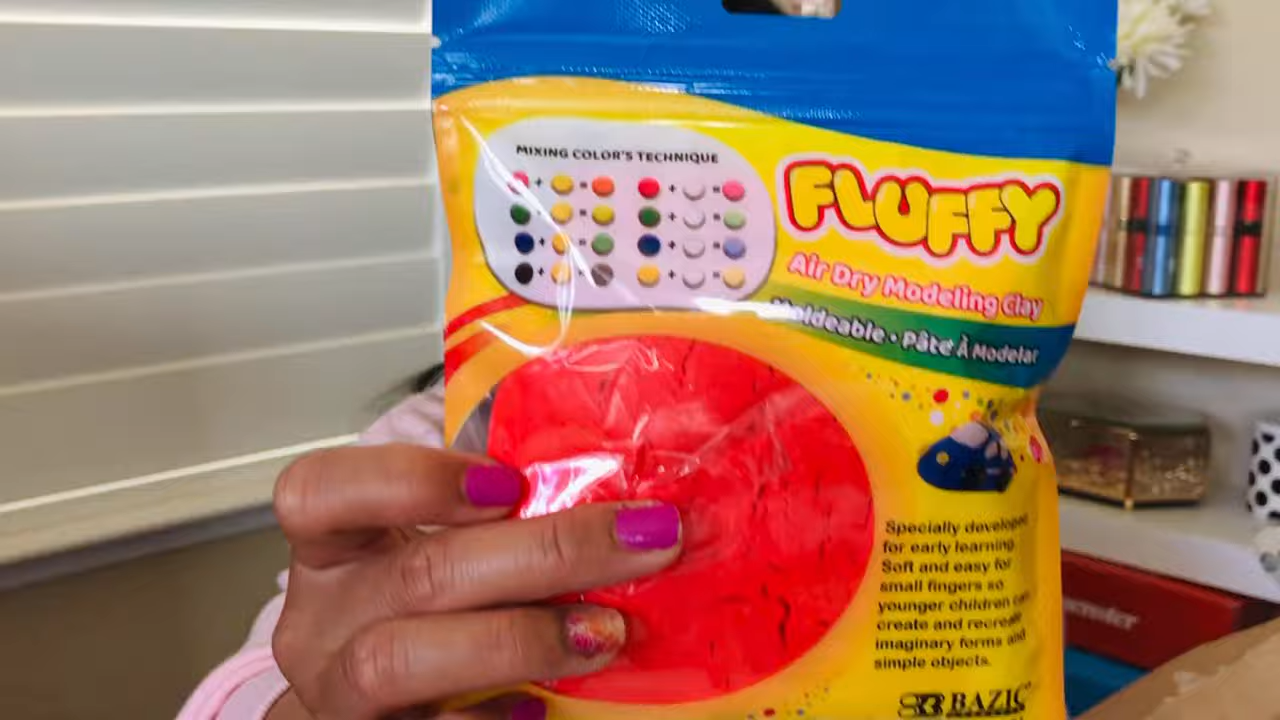 MIXING COLOR'S TECHNIQUE
FLUFFY
Air Dry Modeling Clay
Moldeable • Pâte À Modelar
Specially developed
for early learning.
Soft and easy for
small fingers so
younger children can
create and recreate
imaginary forms and
simple objects.
BAZIC